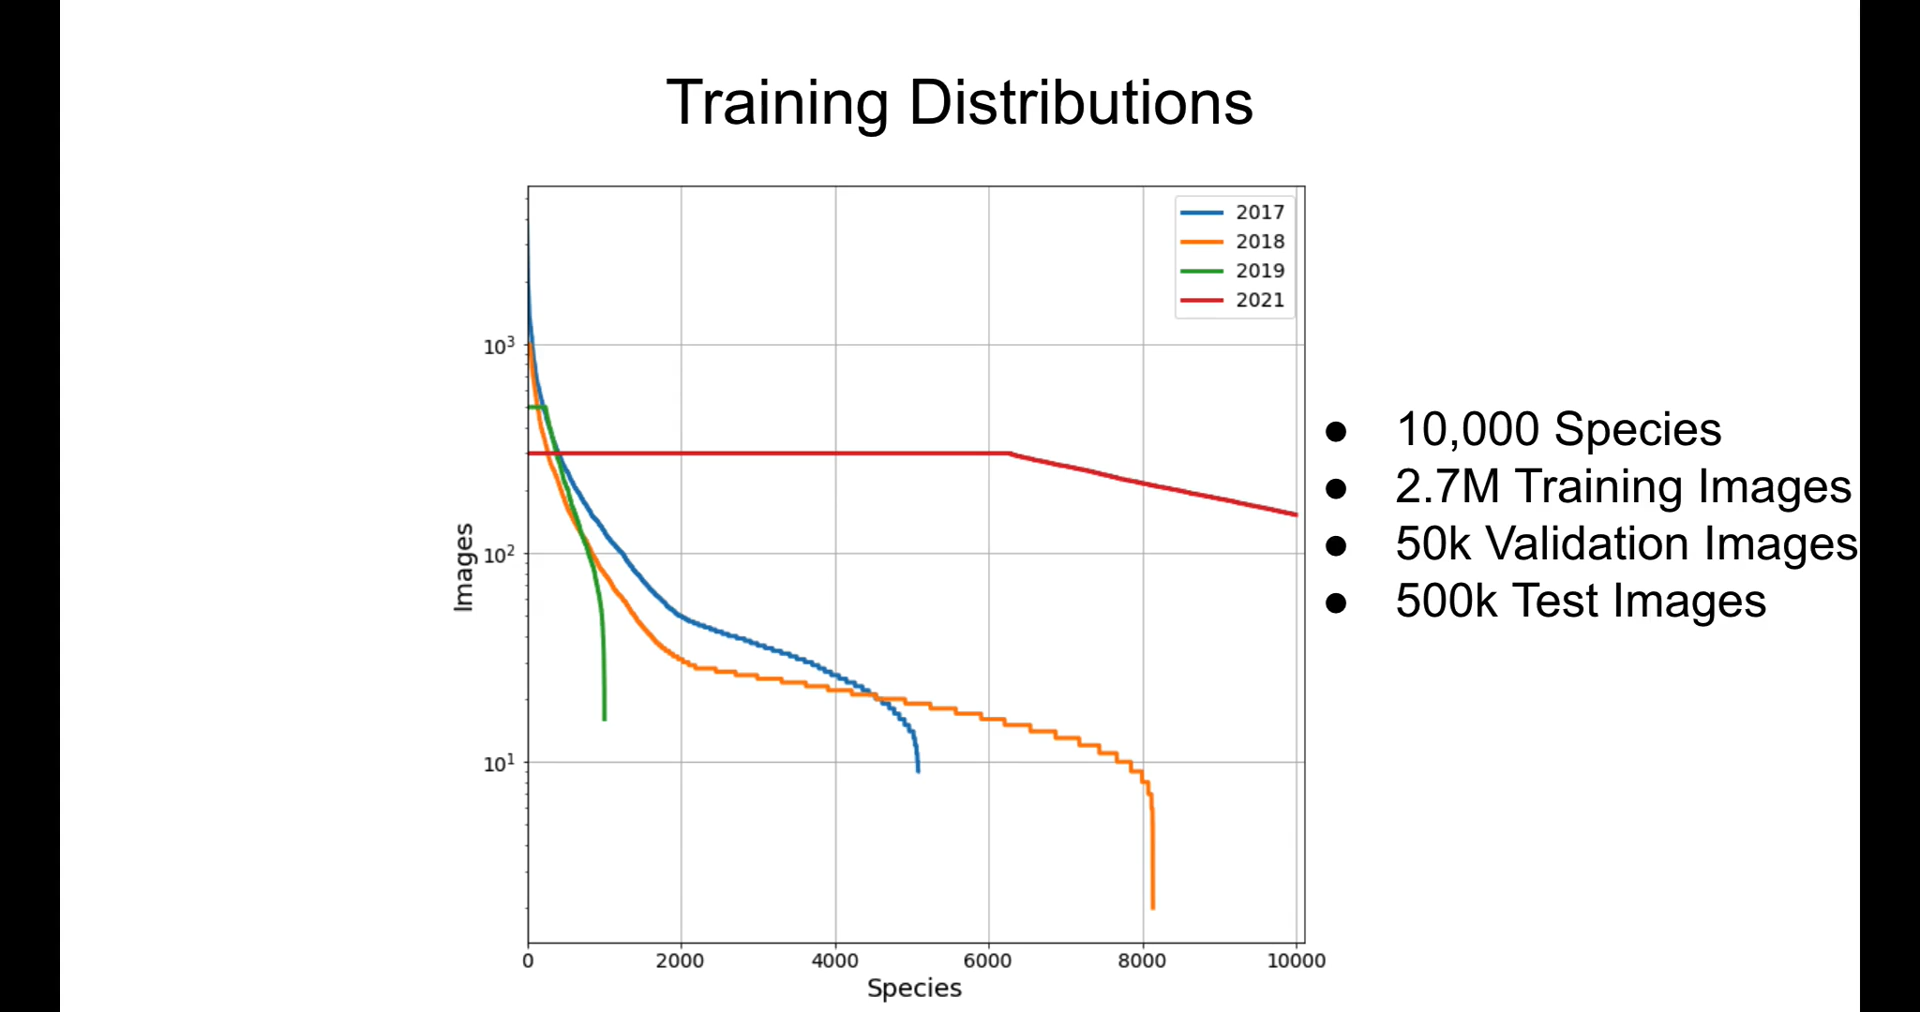 Training Distributions
2017
2018
2019
2021
10³
10²
10¹
Images
0 2000 4000 6000 8000 10000
Species
● 10,000 Species
● 2.7M Training Images
● 50k Validation Images
● 500k Test Images